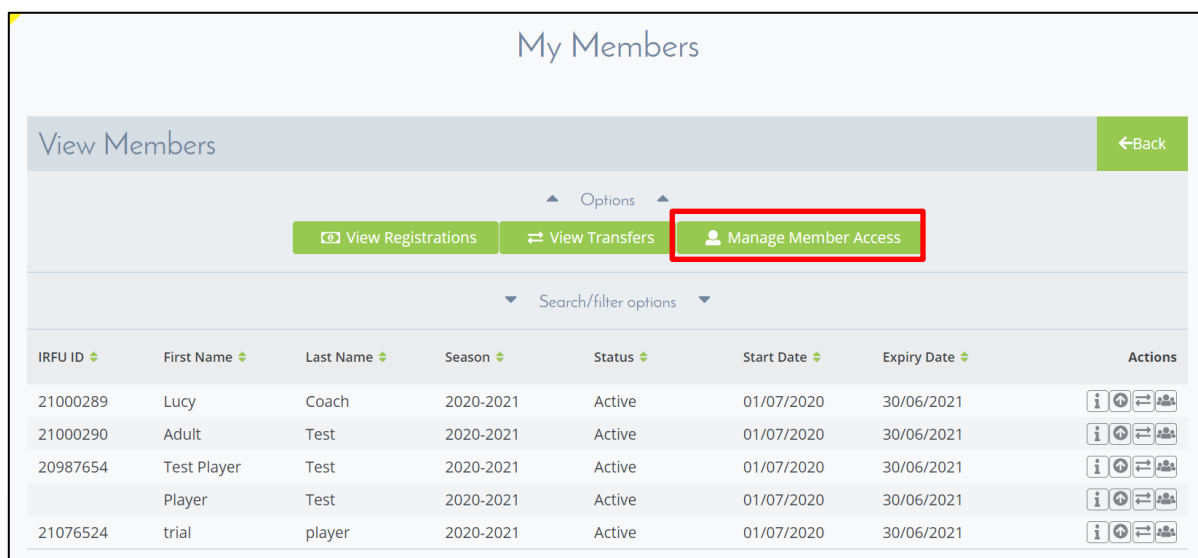 My Members
View Members
Back
Options
View Registrations View Transfers Manage Member Access
Search/filter options
IRFU ID First Name Last Name Season Status Start Date Expiry Date Actions
21000289 Lucy Coach 2020-2021 Active 01/07/2020 30/06/2021
21000290 Adult Test 2020-2021 Active 01/07/2020 30/06/2021
20987654 Test Player Test 2020-2021 Active 01/07/2020 30/06/2021
Player Test 2020-2021 Active 01/07/2020 30/06/2021
21076524 trial player 2020-2021 Active 01/07/2020 30/06/2021